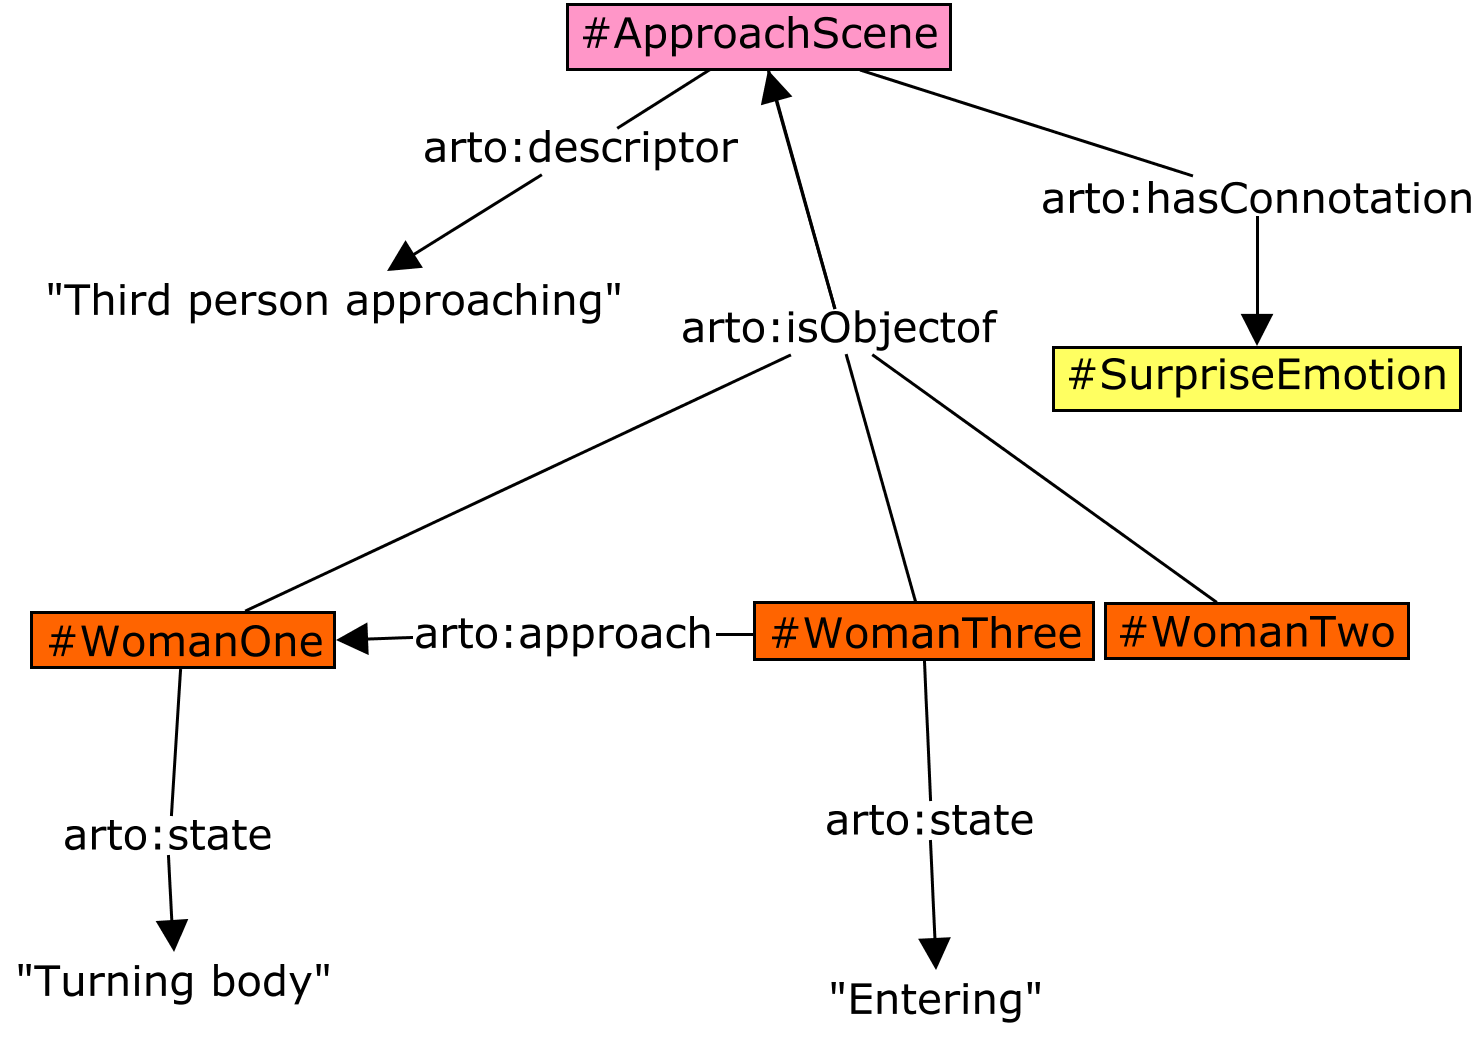 #ApproachScene
arto:descriptor
arto:hasConnotation
"Third person approaching"
arto:isObjectof
#SurpriseEmotion
#WomanOne
arto:approach
#WomanThree
#WomanTwo
arto:state
arto:state
"Turning body"
"Entering"